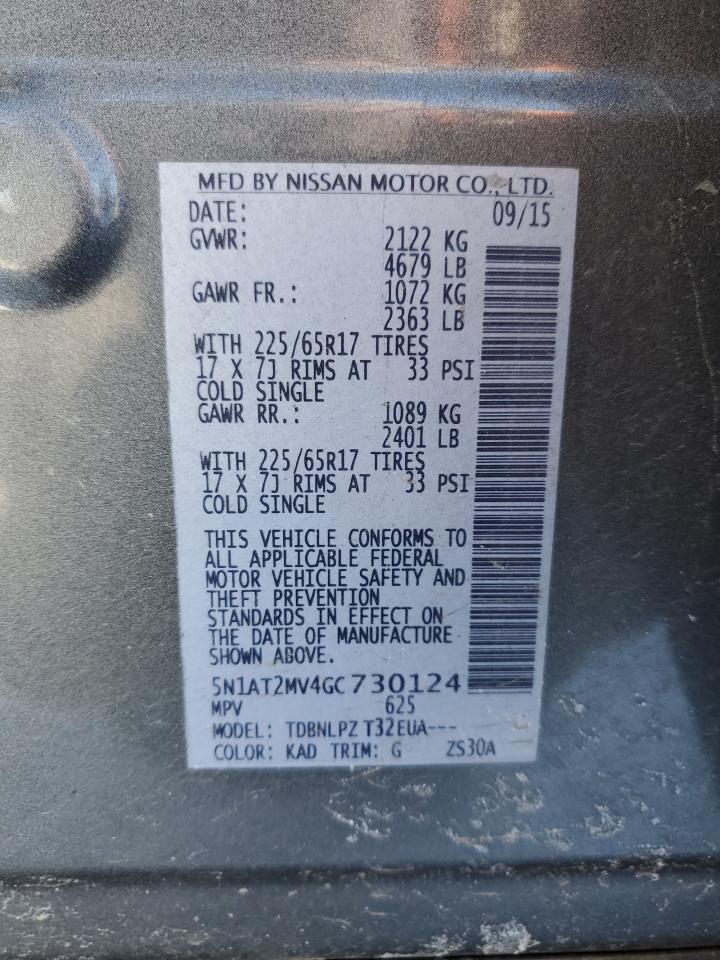 MFD BY NISSAN MOTOR CO., LTD.
DATE: 09/15
GVWR: 2122 KG
4679 LB
GAWR FR.: 1072 KG
2363 LB
WITH 225/65R17 TIRES
17 X 7J RIMS AT 33 PSI
COLD SINGLE
GAWR RR.: 1089 KG
2401 LB
WITH 225/65R17 TIRES
17 X 7J RIMS AT 33 PSI
COLD SINGLE
THIS VEHICLE CONFORMS TO
ALL APPLICABLE FEDERAL
MOTOR VEHICLE SAFETY AND
THEFT PREVENTION
STANDARDS IN EFFECT ON
THE DATE OF MANUFACTURE
SHOWN ABOVE.
5N1AT2MV4GC730124
MPV 625
MODEL: TDBNLPZ T32EUA---
COLOR: KAD TRIM: G ZS30A